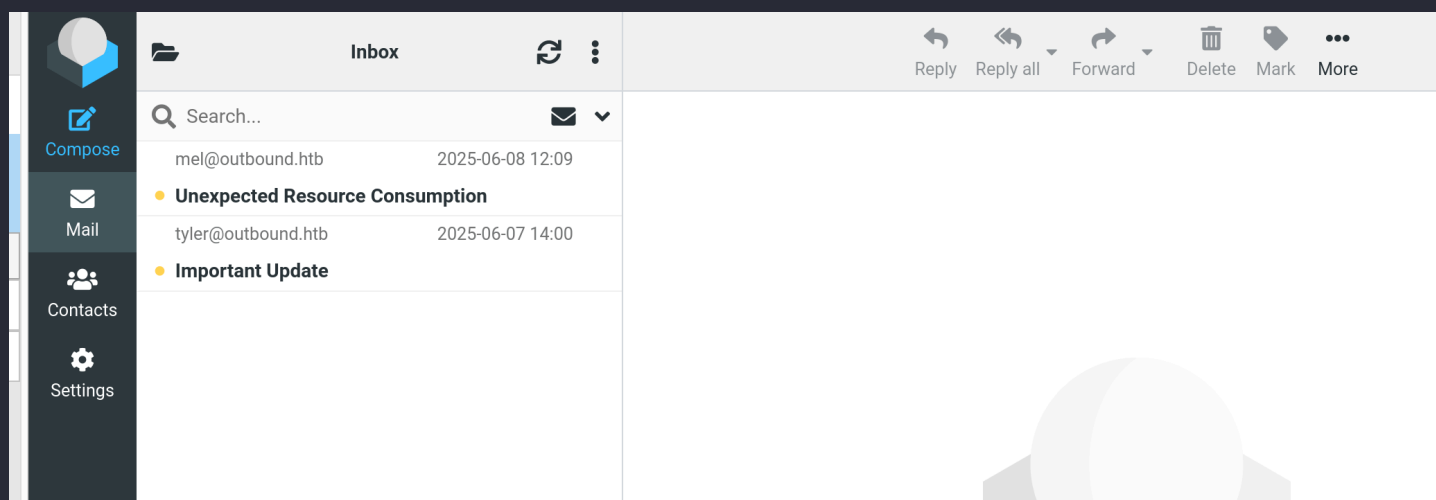 Compose
Mail
Contacts
Settings
Inbox
Search...
mel@outbound.htb 2025-06-08 12:09
Unexpected Resource Consumption
tyler@outbound.htb 2025-06-07 14:00
Important Update
Reply Reply all Forward Delete Mark More